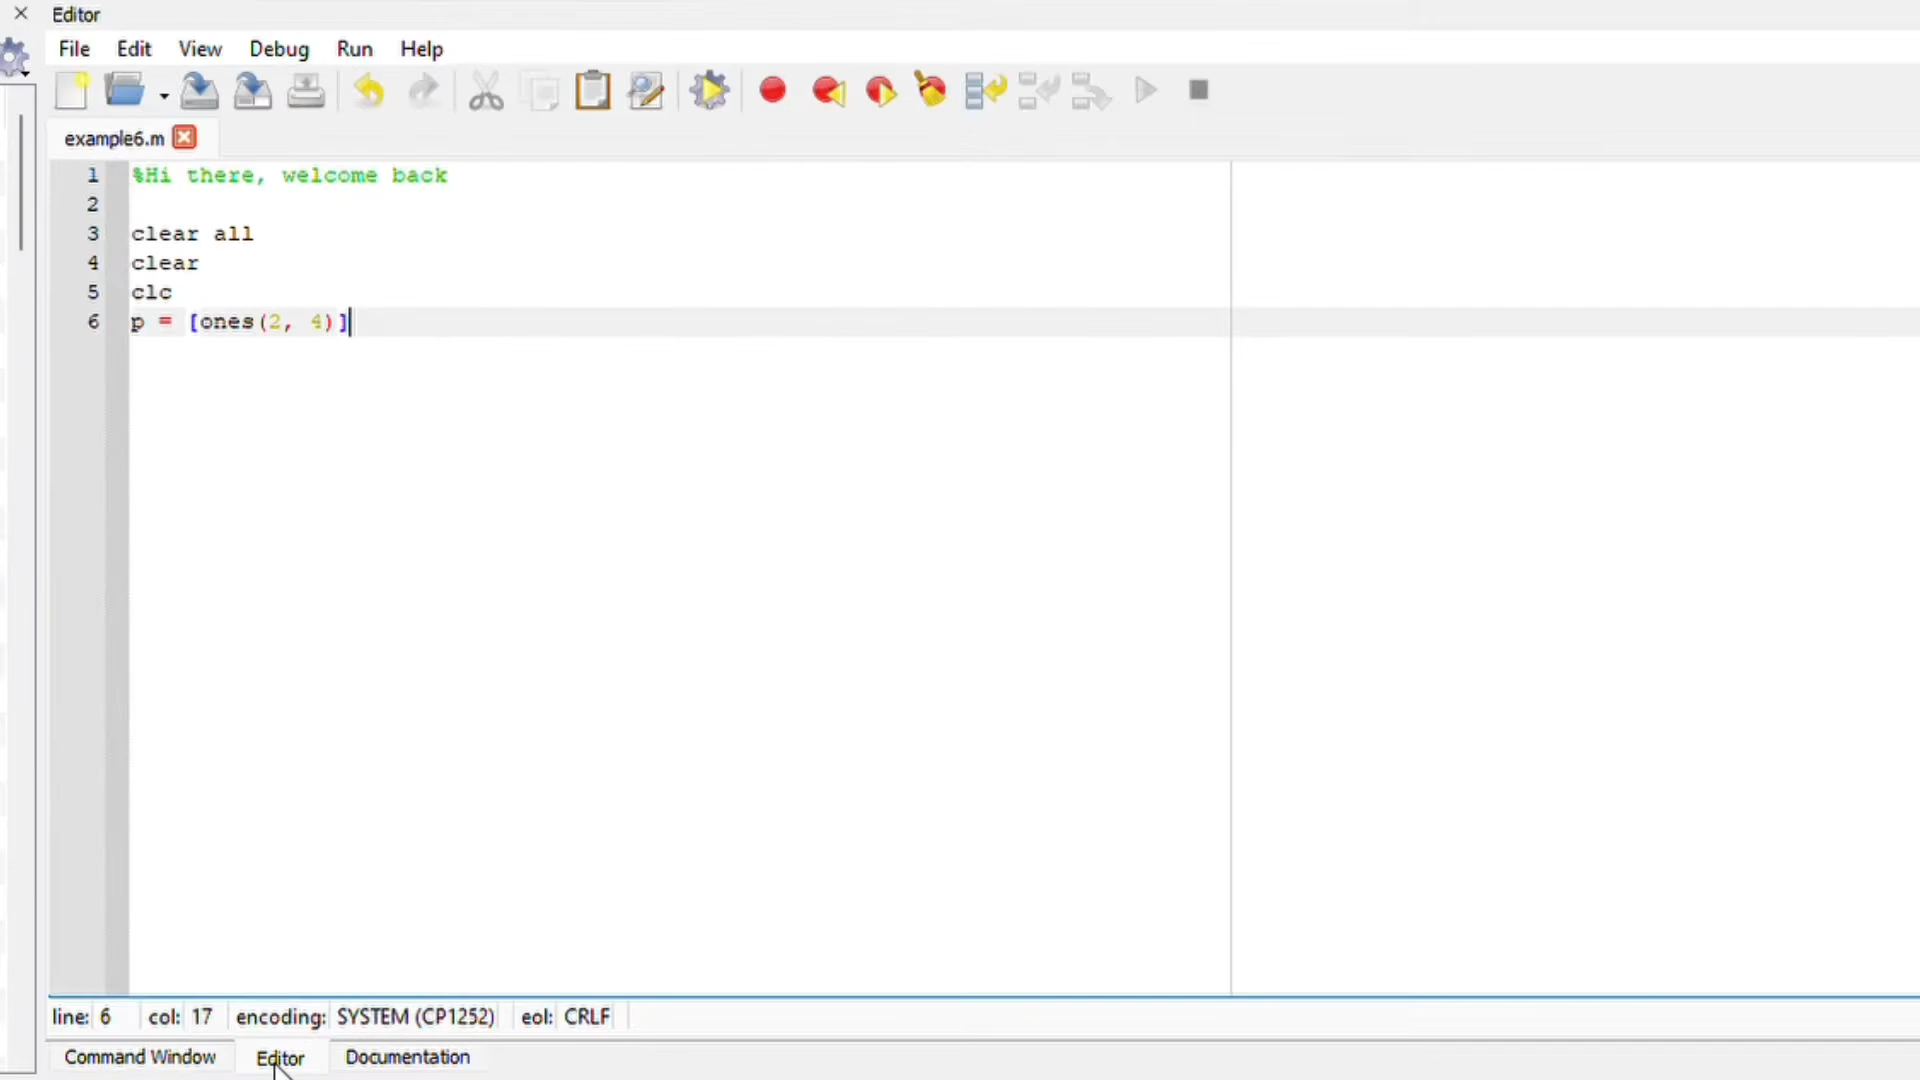 Editor
File Edit View Debug Run Help
example6.m
1 %Hi there, welcome back
2
3 clear all
4 clear
5 clc
6 p = [ones(2, 4)]
line: 6 col: 17 encoding: SYSTEM (CP1252) eol: CRLF
Command Window Editor Documentation